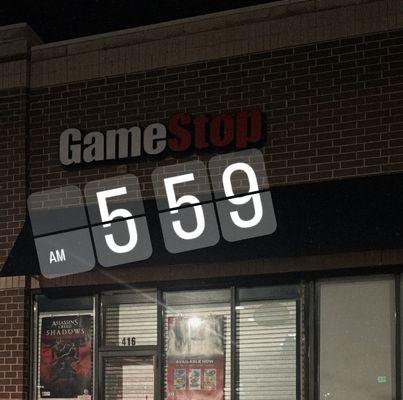 GameStop
AM 5 59
ASSASSIN'S
CREED
SHADOWS
416
AVAILABLE NOW